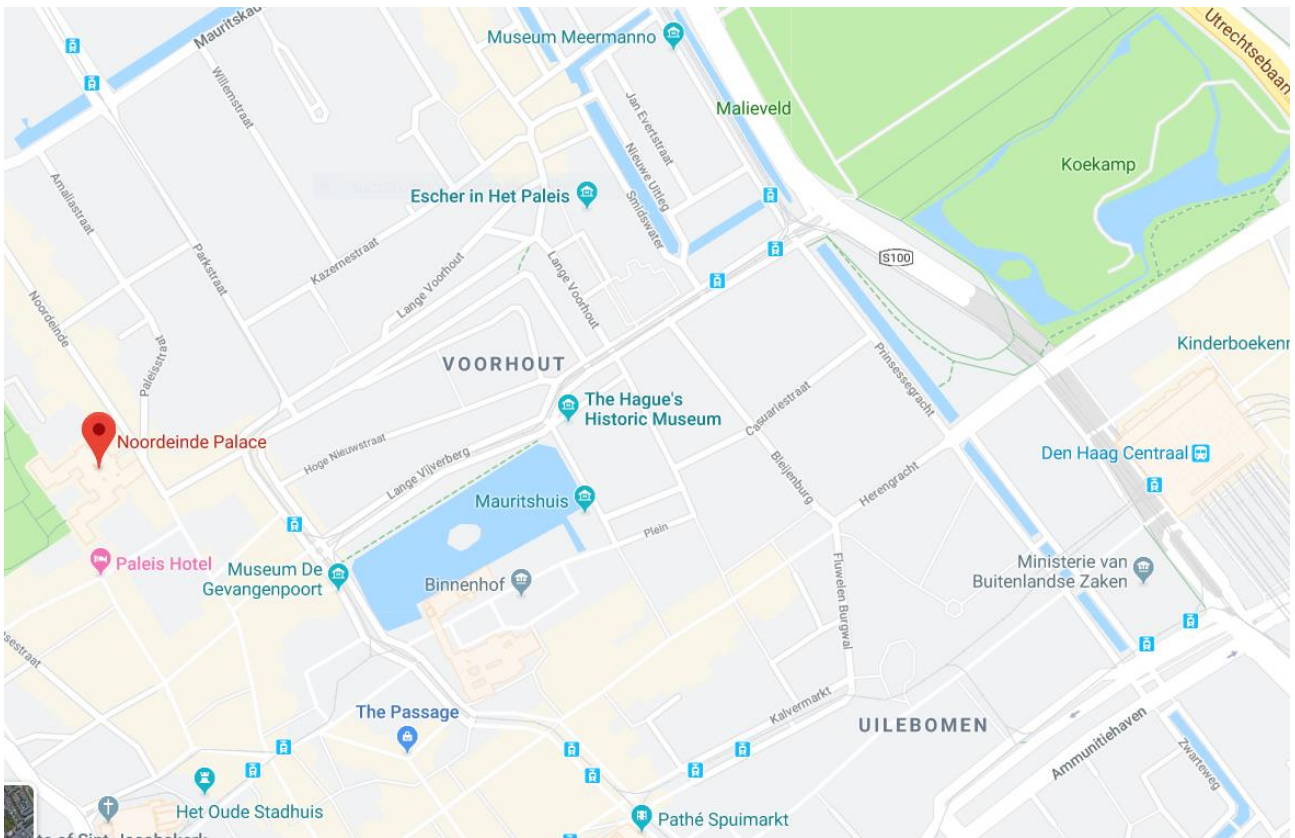 Museum Meermanno
Mauritskad
Utrechtsebaan
Willemstraat
Jan Evertstraat
Malieveld
Nieuwe Uitleg
Koekamp
Amaliastraat
Escher in Het Paleis
Smidswater
Parkstraat
Kazernestraat
S100
Lange Voorhout
Lange Voorhout
Noordeinde
Paleisstraat
Prinsessegracht
Kinderboekenr
VOORHOUT
The Hague's
Historic Museum
Casuariestraat
Noordeinde Palace
Hoge Nieuwstraat
Lange Vijverberg
Bleijenburg
Den Haag Centraal
Herengracht
Mauritshuis
Plein
Paleis Hotel
Museum De
Gevangenpoort
Binnenhof
Fluwelen Burgwal
Ministerie van
Buitenlandse Zaken
sestraat
The Passage
Kalvermarkt
UILEBOMEN
Ammunitiehaven
Zwarteweg
Het Oude Stadhuis
Pathé Spuimarkt